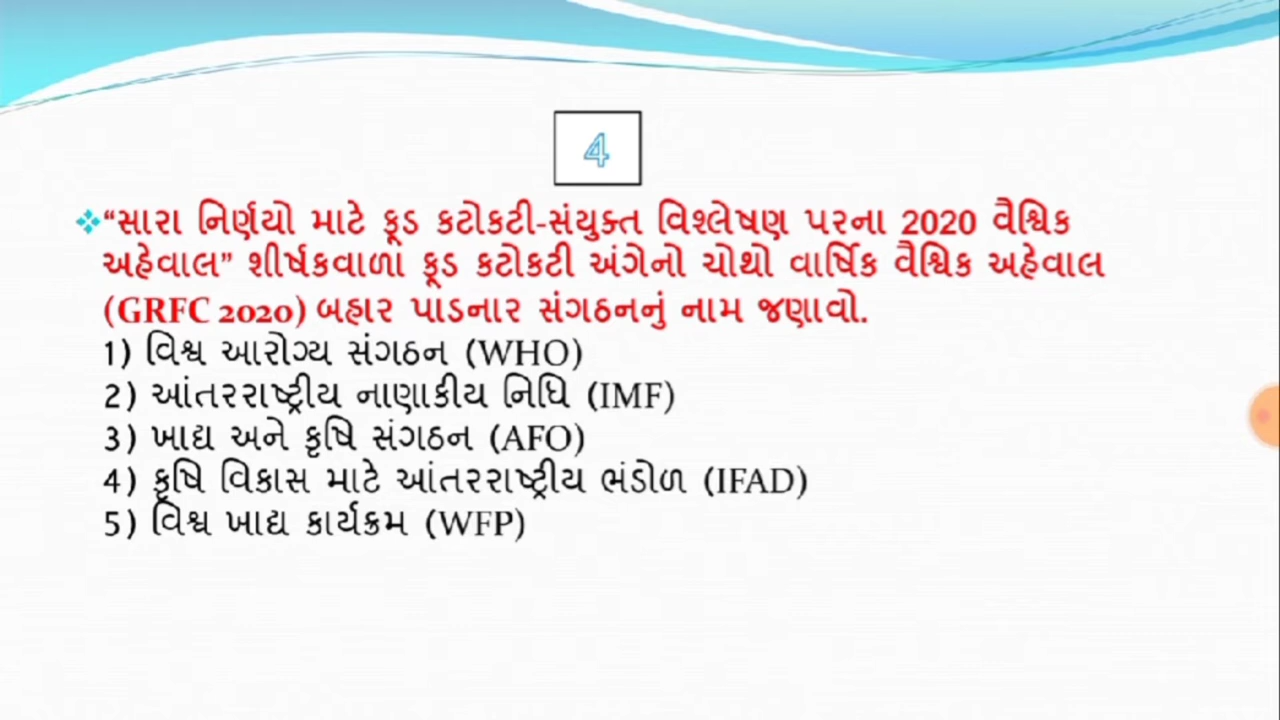 4
“સારા નિર્ણયો માટે ફૂડ કટોકટી-સંયુક્ત વિશ્લેષણ પરના 2020 વૈશ્વિક
અહેવાલ” શીર્ષકવાળા ફૂડ કટોકટી અંગેનો ચોથો વાર્ષિક વૈશ્વિક અહેવાલ
(GRFC 2020) બહાર પાડનાર સંગઠનનું નામ જણાવો.
1) વિશ્વ આરોગ્ય સંગઠન (WHO)
2) આંતરરાષ્ટ્રીય નાણાકીય નિધિ (IMF)
3) ખાદ્ય અને કૃષિ સંગઠન (AFO)
4) કૃષિ વિકાસ માટે આંતરરાષ્ટ્રીય ભંડોળ (IFAD)
5) વિશ્વ ખાદ્ય કાર્યક્રમ (WFP)